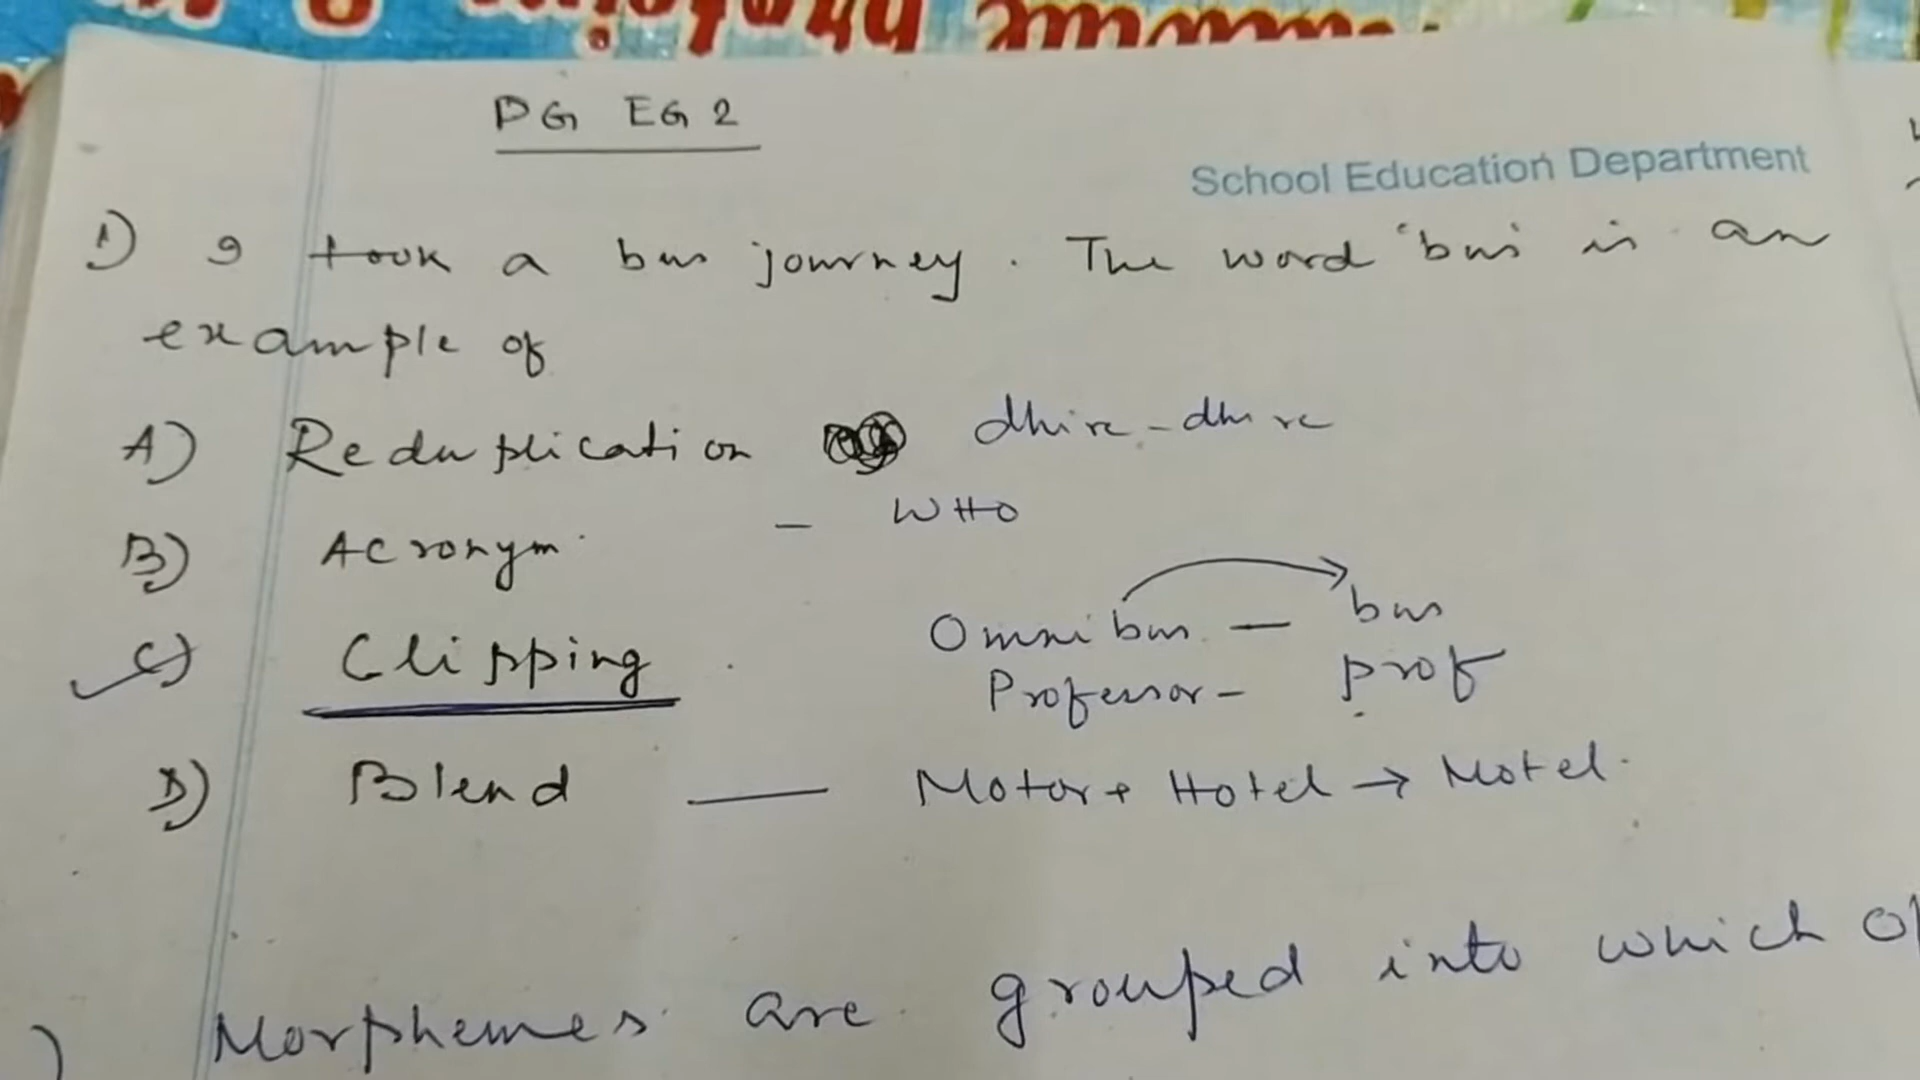 PG EG 2
School Education Department
1) I took a bus journey. The word 'bus' is an
example of
A) Reduplication dhire-dhire
B) Acronym - WHO
C) Clipping Omnibus — bus
Professor - prof
D) Blend — Motor + Hotel → Motel.
) Morphemes are grouped into which of